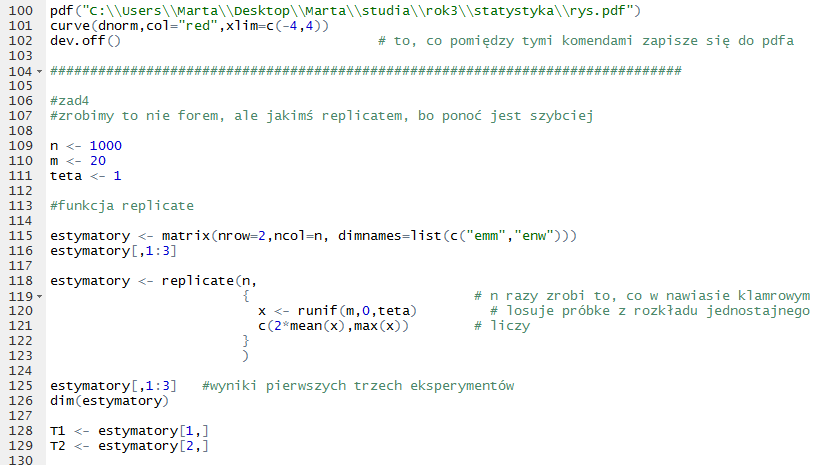 100 pdf("C:\\Users\\Marta\\Desktop\\Marta\\studia\\rok3\\statystyka\\rys.pdf")
101 curve(dnorm,col="red",xlim=c(-4,4))
102 dev.off() # to, co pomiędzy tymi komendami zapisze się do pdfa
103
104 ###############################################################################
105
106 #zad4
107 #zrobimy to nie forem, ale jakimś replicatem, bo ponoć jest szybciej
108
109 n <- 1000
110 m <- 20
111 teta <- 1
112
113 #funkcja replicate
114
115 estymatory <- matrix(nrow=2,ncol=n, dimnames=list(c("emm","enw")))
116 estymatory[,1:3]
117
118 estymatory <- replicate(n,
119 { # n razy zrobi to, co w nawiasie klamrowym
120 x <- runif(m,0,teta) # losuje próbke z rozkładu jednostajnego
121 c(2*mean(x),max(x)) # liczy
122 }
123 )
124
125 estymatory[,1:3] #wyniki pierwszych trzech eksperymentów
126 dim(estymatory)
127
128 T1 <- estymatory[1,]
129 T2 <- estymatory[2,]
130